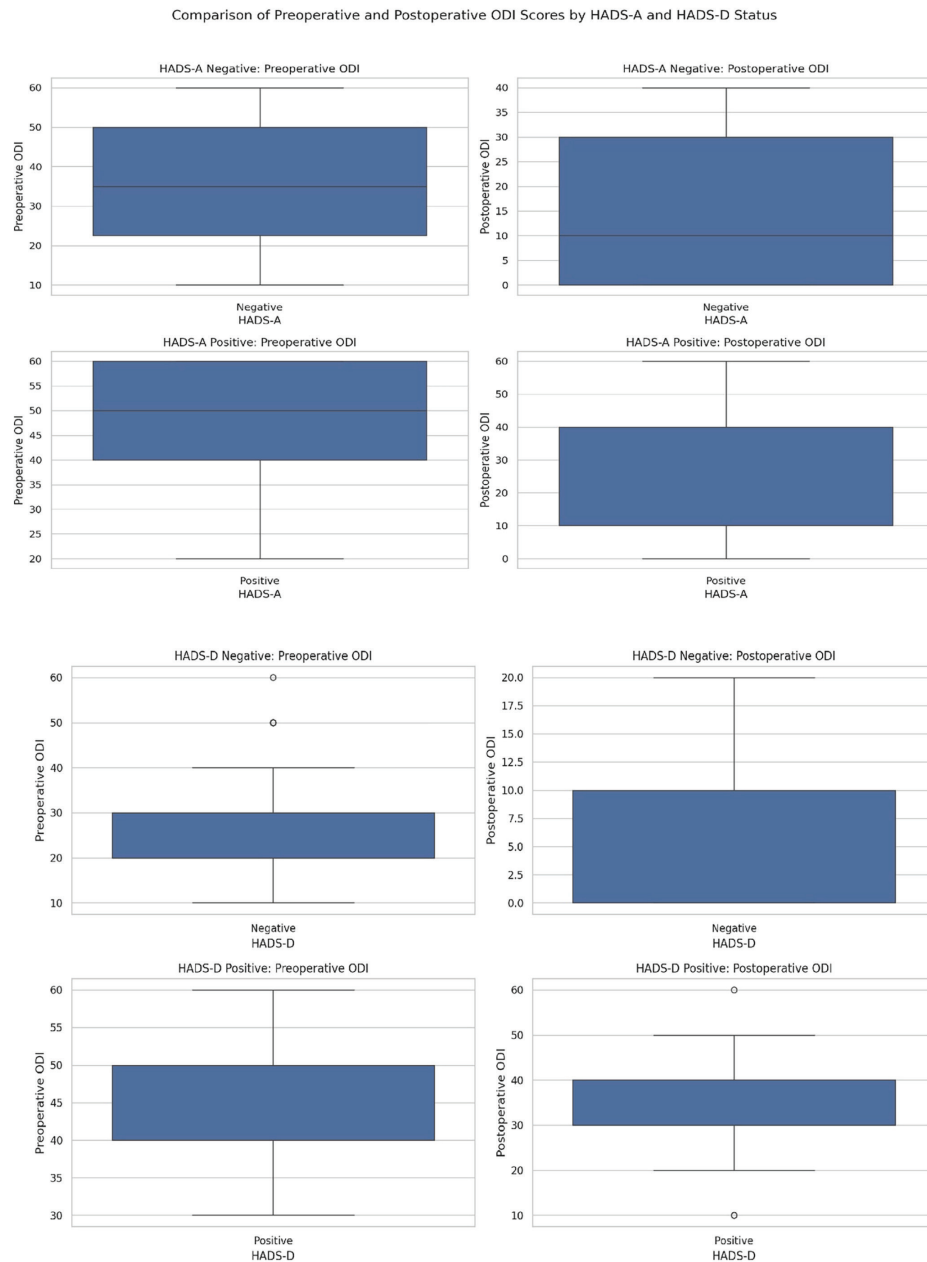 Comparison of Preoperative and Postoperative ODI Scores by HADS-A and HADS-D Status
HADS-A Negative: Preoperative ODI
Preoperative ODI
60
50
40
30
20
10
Negative
HADS-A
HADS-A Negative: Postoperative ODI
Postoperative ODI
40
35
30
25
20
15
10
5
0
Negative
HADS-A
HADS-A Positive: Preoperative ODI
Preoperative ODI
60
55
50
45
40
35
30
25
20
Positive
HADS-A
HADS-A Positive: Postoperative ODI
Postoperative ODI
60
50
40
30
20
10
0
Positive
HADS-A
HADS-D Negative: Preoperative ODI
Preoperative ODI
60
50
40
30
20
10
Negative
HADS-D
HADS-D Negative: Postoperative ODI
Postoperative ODI
20.0
17.5
15.0
12.5
10.0
7.5
5.0
2.5
0.0
Negative
HADS-D
HADS-D Positive: Preoperative ODI
Preoperative ODI
60
55
50
45
40
35
30
Positive
HADS-D
HADS-D Positive: Postoperative ODI
Postoperative ODI
60
50
40
30
20
10
Positive
HADS-D